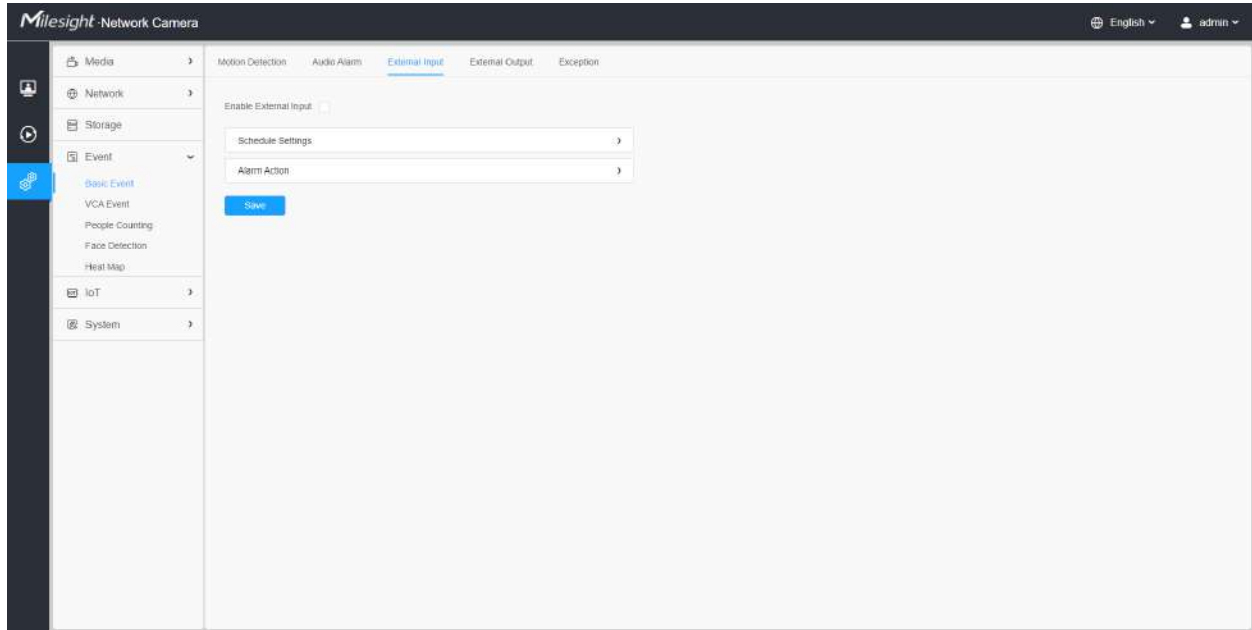 Milesight·Network Camera
English
admin
Media
Network
Storage
Event
Basic Event
VCA Event
People Counting
Face Detection
Heat Map
IoT
System
Motion Detection Audio Alarm External Input External Output Exception
Enable External Input
Schedule Settings
Alarm Action
Save